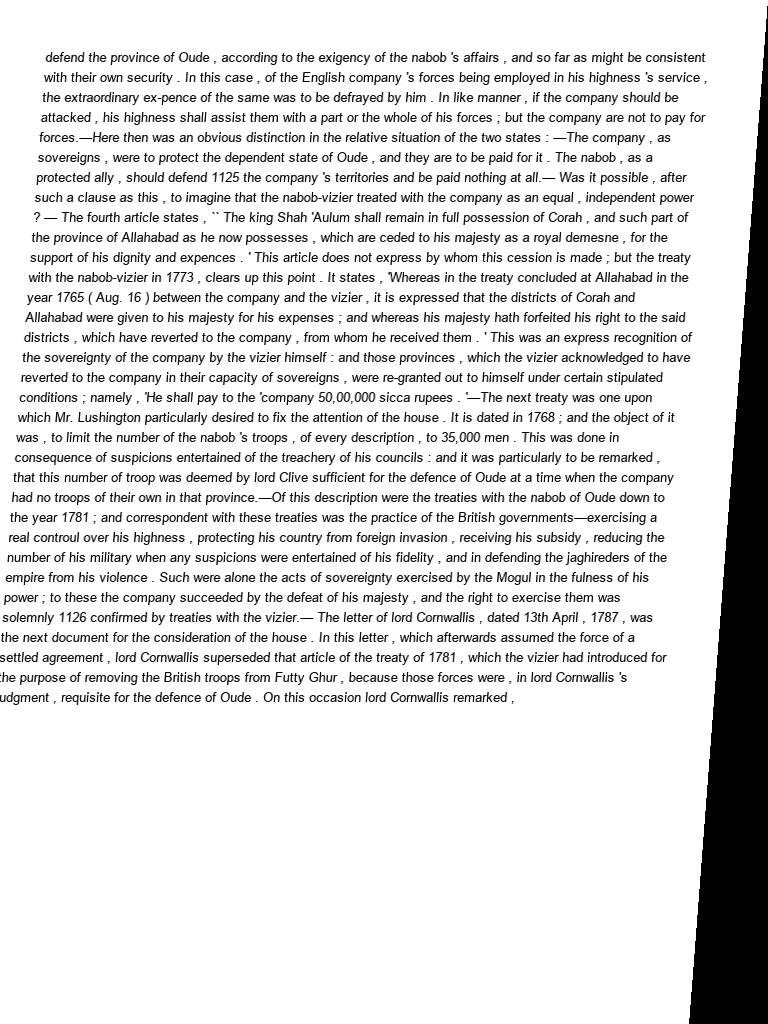 defend the province of Oude , according to the exigency of the nabob 's affairs , and so far as might be consistent
with their own security . In this case , of the English company 's forces being employed in his highness 's service ,
the extraordinary ex-pence of the same was to be defrayed by him . In like manner , if the company should be
attacked , his highness shall assist them with a part or the whole of his forces ; but the company are not to pay for
forces.—Here then was an obvious distinction in the relative situation of the two states : —The company , as
sovereigns , were to protect the dependent state of Oude , and they are to be paid for it . The nabob , as a
protected ally , should defend 1125 the company 's territories and be paid nothing at all.— Was it possible , after
such a clause as this , to imagine that the nabob-vizier treated with the company as an equal , independent power
? — The fourth article states , `` The king Shah 'Aulum shall remain in full possession of Corah , and such part of
the province of Allahabad as he now possesses , which are ceded to his majesty as a royal demesne , for the
support of his dignity and expences . ' This article does not express by whom this cession is made ; but the treaty
with the nabob-vizier in 1773 , clears up this point . It states , 'Whereas in the treaty concluded at Allahabad in the
year 1765 ( Aug. 16 ) between the company and the vizier , it is expressed that the districts of Corah and
Allahabad were given to his majesty for his expenses ; and whereas his majesty hath forfeited his right to the said
districts , which have reverted to the company , from whom he received them . ' This was an express recognition of
the sovereignty of the company by the vizier himself : and those provinces , which the vizier acknowledged to have
reverted to the company in their capacity of sovereigns , were re-granted out to himself under certain stipulated
conditions ; namely , 'He shall pay to the 'company 50,00,000 sicca rupees . '—The next treaty was one upon
which Mr. Lushington particularly desired to fix the attention of the house . It is dated in 1768 ; and the object of it
was , to limit the number of the nabob 's troops , of every description , to 35,000 men . This was done in
consequence of suspicions entertained of the treachery of his councils : and it was particularly to be remarked ,
that this number of troop was deemed by lord Clive sufficient for the defence of Oude at a time when the company
had no troops of their own in that province.—Of this description were the treaties with the nabob of Oude down to
the year 1781 ; and correspondent with these treaties was the practice of the British governments—exercising a
real controul over his highness , protecting his country from foreign invasion , receiving his subsidy , reducing the
number of his military when any suspicions were entertained of his fidelity , and in defending the jaghireders of the
empire from his violence . Such were alone the acts of sovereignty exercised by the Mogul in the fulness of his
power ; to these the company succeeded by the defeat of his majesty , and the right to exercise them was
solemnly 1126 confirmed by treaties with the vizier.— The letter of lord Cornwallis , dated 13th April , 1787 , was
the next document for the consideration of the house . In this letter , which afterwards assumed the force of a
settled agreement , lord Cornwallis superseded that article of the treaty of 1781 , which the vizier had introduced for
the purpose of removing the British troops from Futty Ghur , because those forces were , in lord Cornwallis 's
udgment , requisite for the defence of Oude . On this occasion lord Cornwallis remarked ,